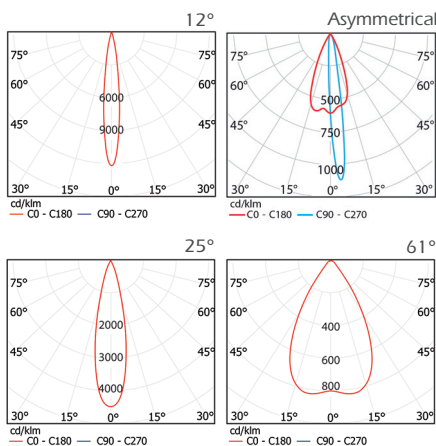 12°
75° 75°
60° 60°
6000
45° 45°
9000
30° 15° 0° 15° 30°
cd/klm
C0 - C180 C90 - C270
Asymmetrical
75° 75°
60° 60°
500
45° 45°
750
1000
30° 15° 0° 15° 30°
cd/klm
C0 - C180 C90 - C270
25°
75° 75°
60° 60°
2000
45° 45°
3000
4000
30° 15° 0° 15° 30°
cd/klm
C0 - C180 C90 - C270
61°
75° 75°
60° 60°
400
45° 45°
600
800
30° 15° 0° 15° 30°
cd/klm
C0 - C180 C90 - C270